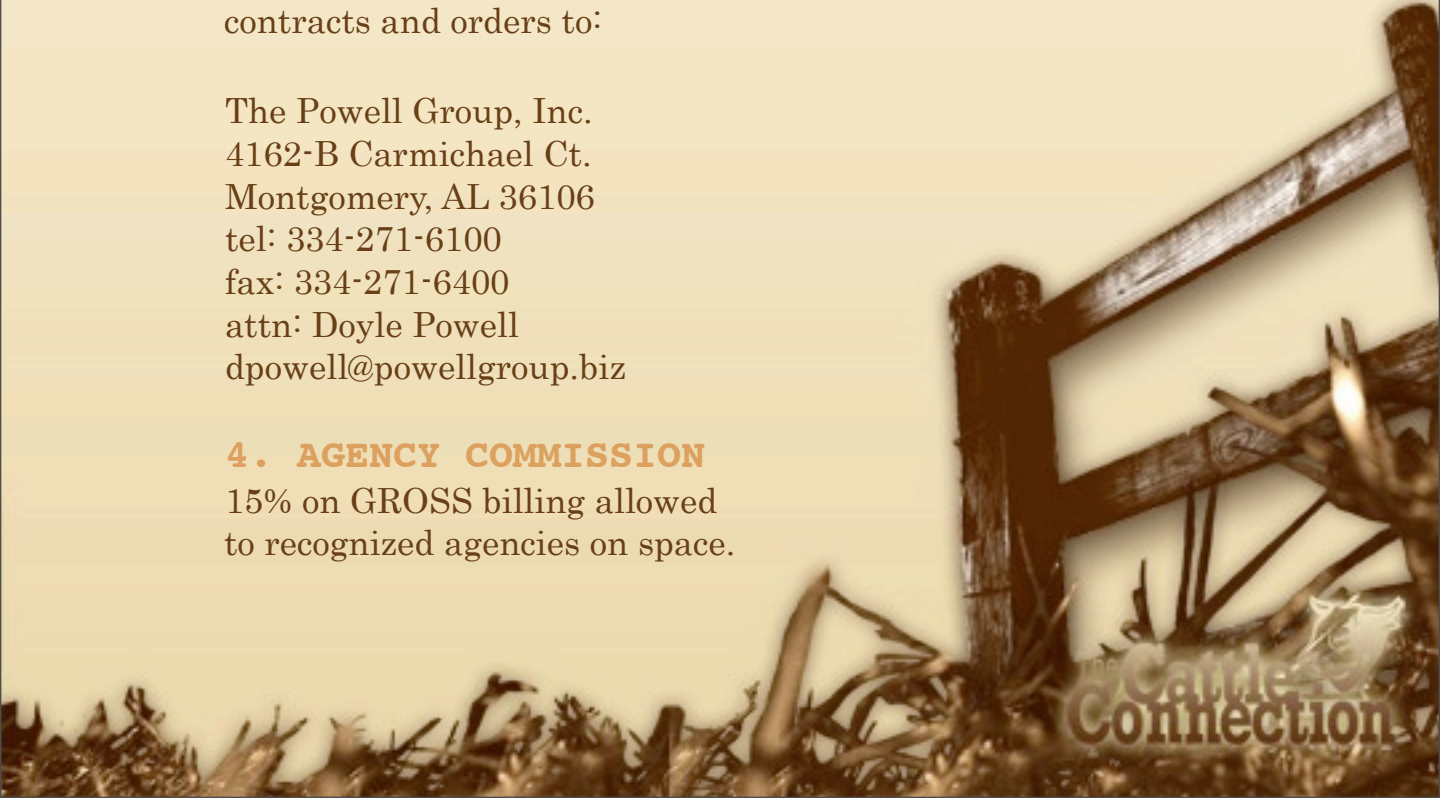 contracts and orders to:
The Powell Group, Inc.
4162-B Carmichael Ct.
Montgomery, AL 36106
tel: 334-271-6100
fax: 334-271-6400
attn: Doyle Powell
dpowell@powellgroup.biz
4. AGENCY COMMISSION
15% on GROSS billing allowed
to recognized agencies on space.
The
Cattle
Connection